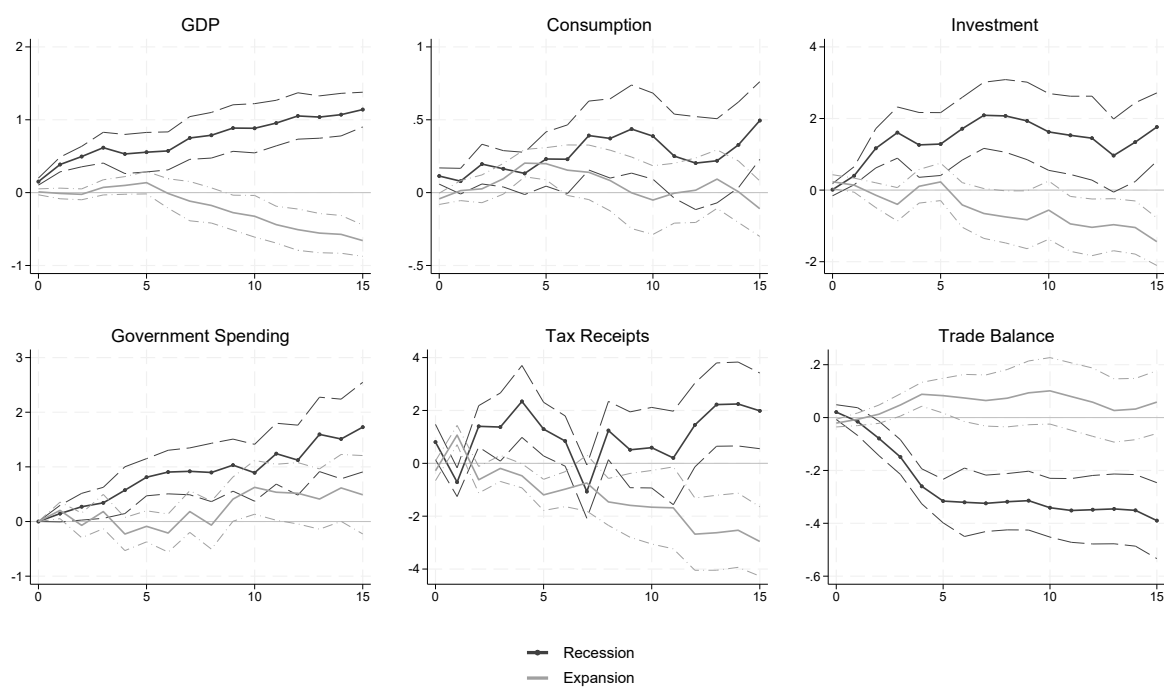 GDP
2
1
0
-1
0 5 10 15
Consumption
1
.5
0
-.5
0 5 10 15
Investment
4
2
0
-2
0 5 10 15
Government Spending
3
2
1
0
-1
0 5 10 15
Tax Receipts
4
2
0
-2
-4
0 5 10 15
Trade Balance
.2
0
-.2
-.4
-.6
0 5 10 15
Recession
Expansion